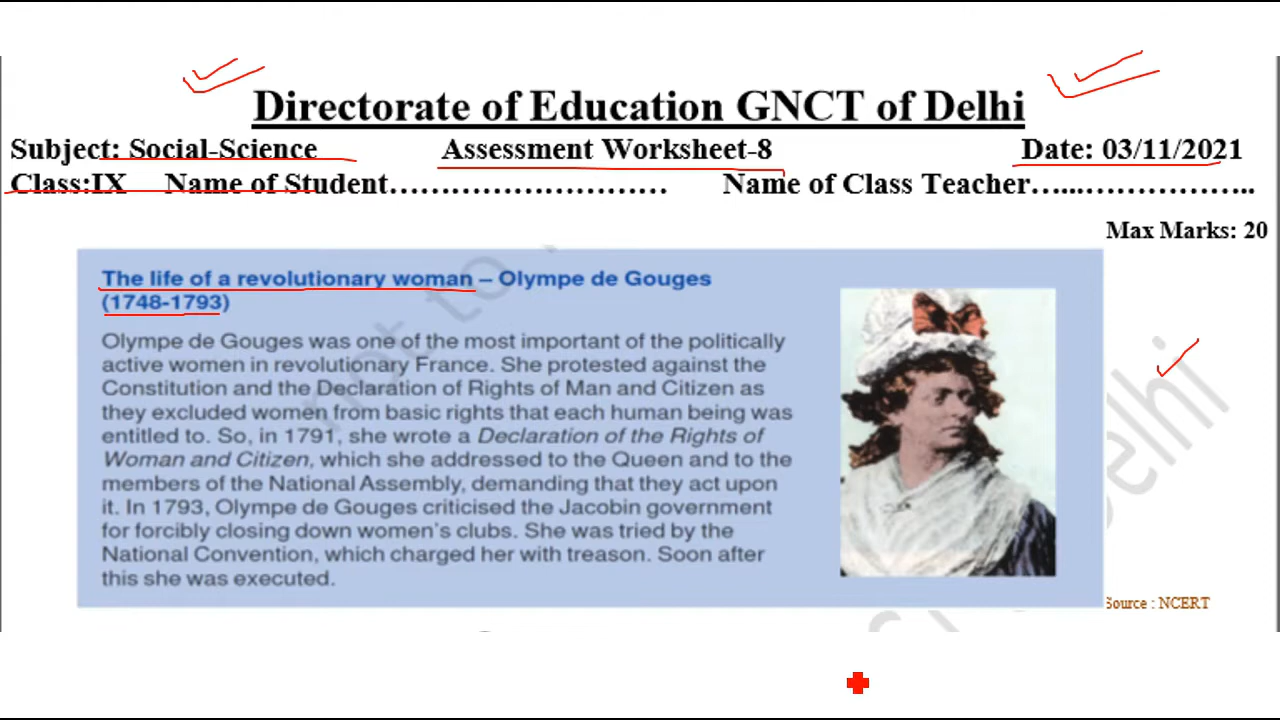 Directorate of Education GNCT of Delhi
Subject: Social-Science Assessment Worksheet-8 Date: 03/11/2021
Class:IX Name of Student………………………… Name of Class Teacher…...……………..
Max Marks: 20
The life of a revolutionary woman – Olympe de Gouges
(1748-1793)
Olympe de Gouges was one of the most important of the politically
active women in revolutionary France. She protested against the
Constitution and the Declaration of Rights of Man and Citizen as
they excluded women from basic rights that each human being was
entitled to. So, in 1791, she wrote a Declaration of the Rights of
Woman and Citizen, which she addressed to the Queen and to the
members of the National Assembly, demanding that they act upon
it. In 1793, Olympe de Gouges criticised the Jacobin government
for forcibly closing down women's clubs. She was tried by the
National Convention, which charged her with treason. Soon after
this she was executed.
Source : NCERT
not to
Delhi